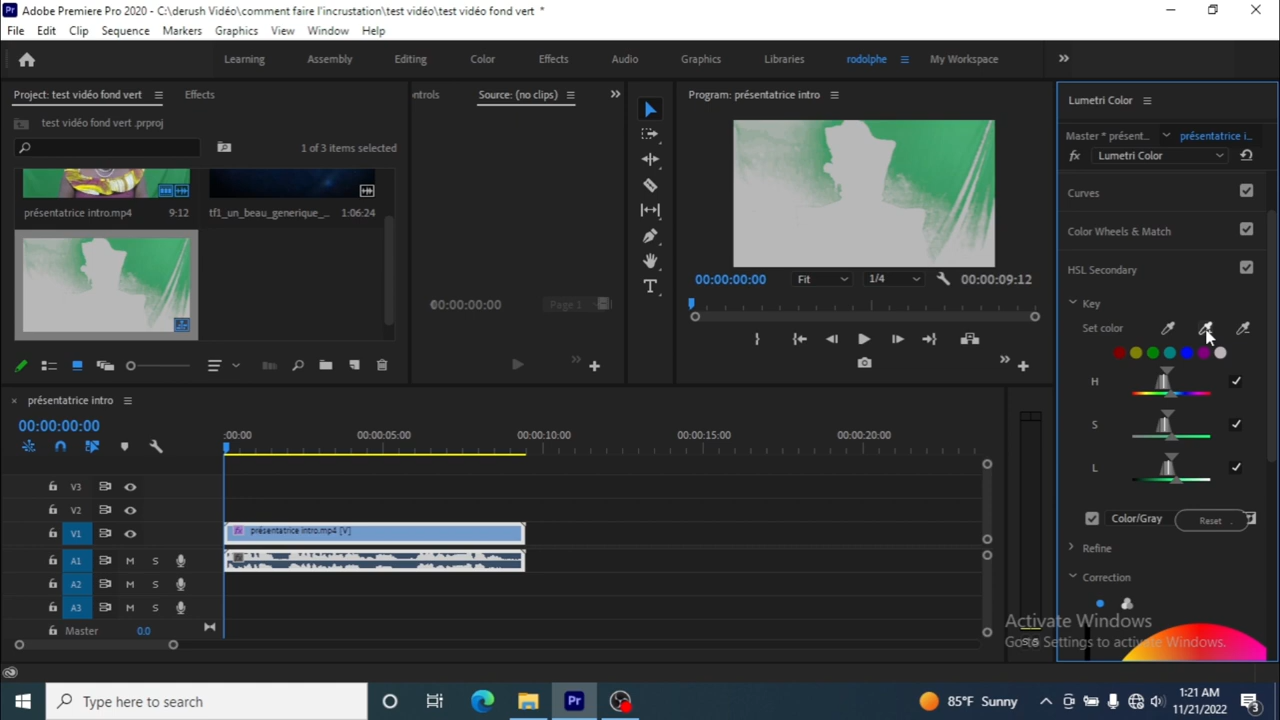 Adobe Premiere Pro 2020 - C:\derush Vidéo\comment faire l'incrustation\test vidéo\test vidéo fond vert *
File Edit Clip Sequence Markers Graphics View Window Help
Learning Assembly Editing Color Effects Audio Graphics Libraries rodolphe My Workspace
Project: test vidéo fond vert Effects
ntrols Source: (no clips)
Program: présentatrice intro
Lumetri Color
test vidéo fond vert .prproj
Master * présent... présentatrice i...
1 of 3 items selected
fx Lumetri Color
présentatrice intro.mp4 9:12
tf1_un_beau_generique_... 1:06:24
Curves
Color Wheels & Match
HSL Secondary
00:00:00:00 Fit 1/4 00:00:09:12
00:00:00:00 Page 1
Key
Set color
H
S
L
Color/Gray Reset
Refine
Correction
présentatrice intro
00:00:00:00
:00:00 00:00:05:00 00:00:10:00 00:00:15:00 00:00:20:00
V3
V2
V1 présentatrice intro.mp4 [V]
A1 M S
A2 M S
A3 M S
Master 0.0
S S
Activate Windows
Go to Settings to activate Windows.
Type here to search
Pr
85°F Sunny
1:21 AM
11/21/2022
3